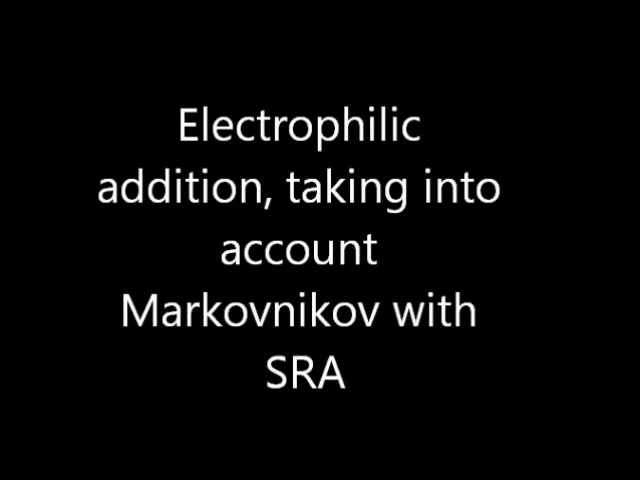 Electrophilic
addition, taking into
account
Markovnikov with
SRA